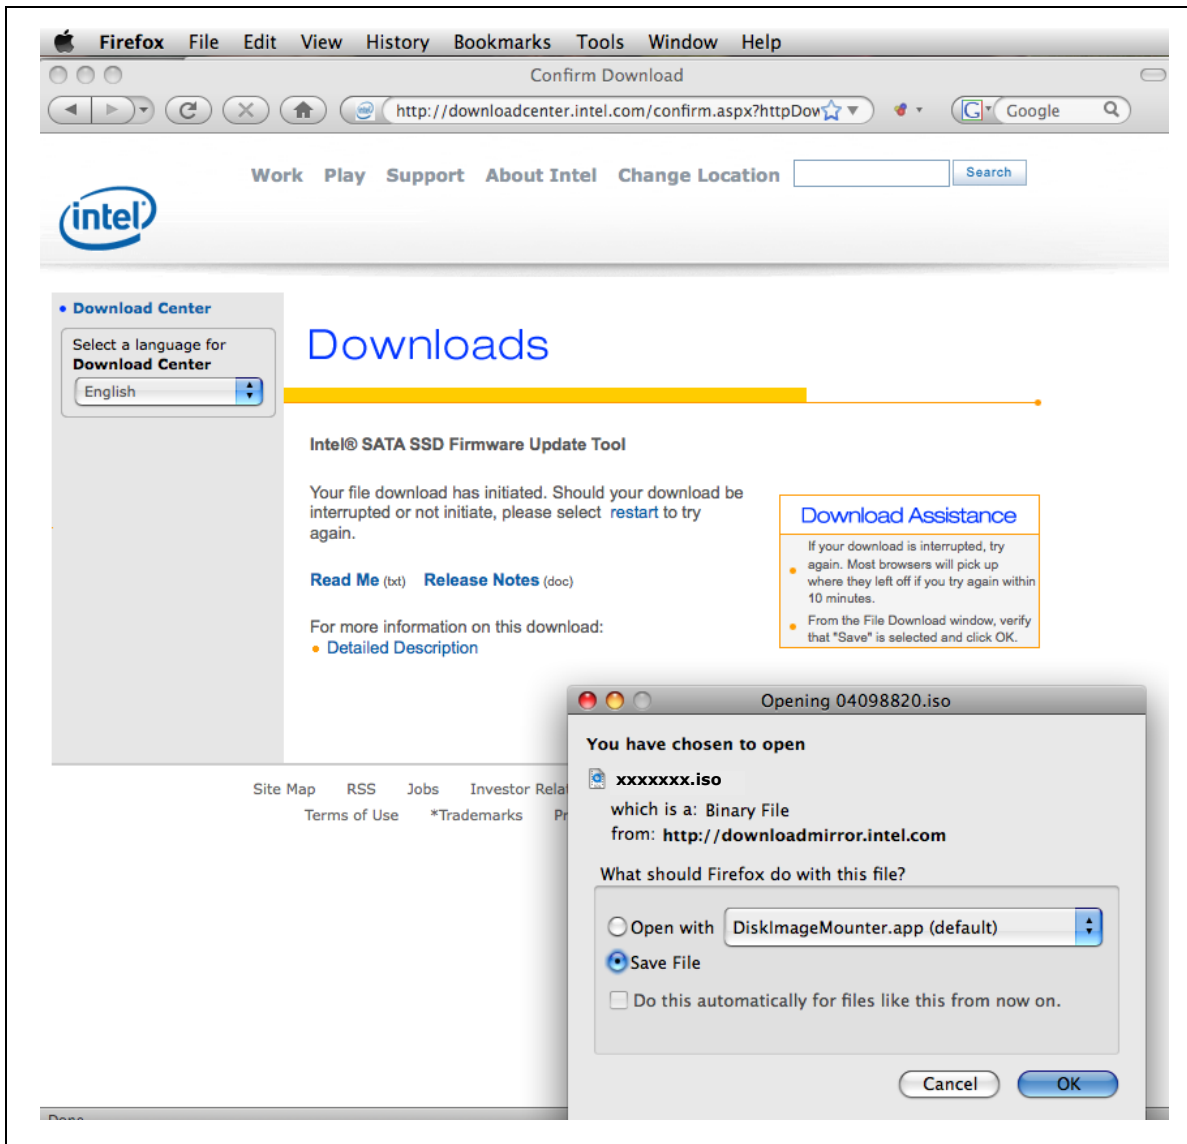 Firefox File Edit View History Bookmarks Tools Window Help
Confirm Download
http://downloadcenter.intel.com/confirm.aspx?httpDow
G Google
Work Play Support About Intel Change Location Search
intel
Download Center
Select a language for
Download Center
English
Downloads
Intel® SATA SSD Firmware Update Tool
Your file download has initiated. Should your download be
interrupted or not initiate, please select restart to try
again.
Read Me (txt) Release Notes (doc)
For more information on this download:
Detailed Description
Download Assistance
If your download is interrupted, try
again. Most browsers will pick up
where they left off if you try again within
10 minutes.
From the File Download window, verify
that "Save" is selected and click OK.
Site Map RSS Jobs Investor Rela
Terms of Use *Trademarks Pr
Opening 04098820.iso
You have chosen to open
xxxxxxx.iso
which is a: Binary File
from: http://downloadmirror.intel.com
What should Firefox do with this file?
Open with DiskImageMounter.app (default)
Save File
Do this automatically for files like this from now on.
Cancel OK
Done